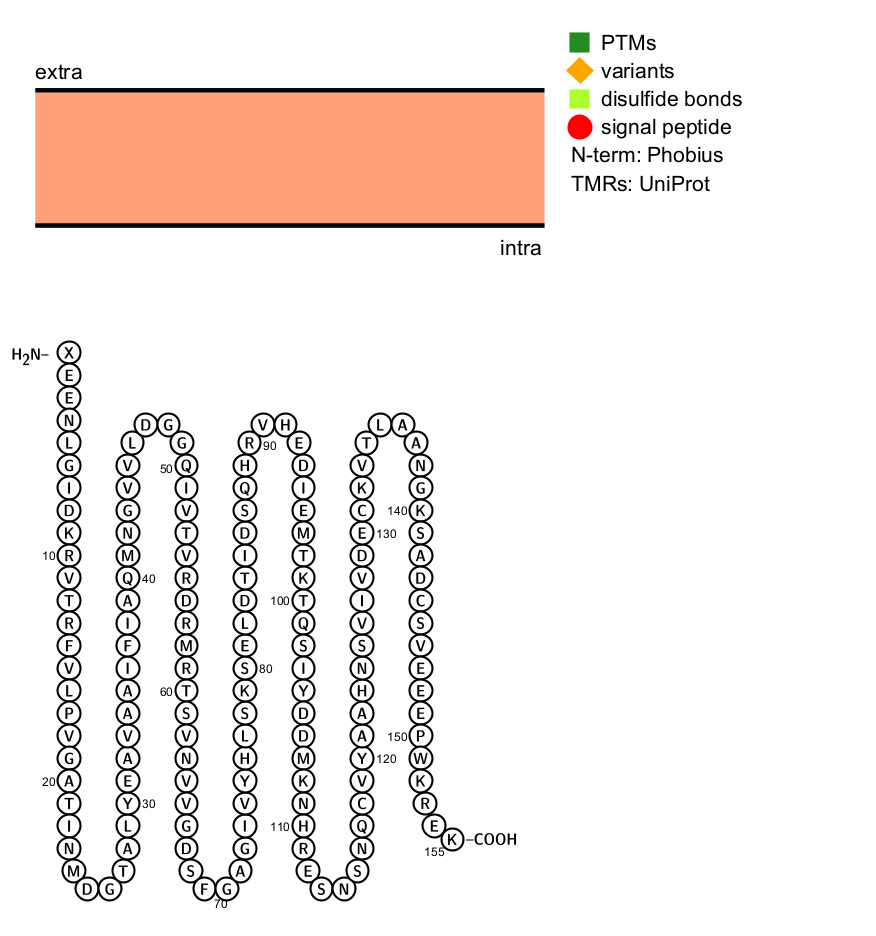 PTMs
variants
disulfide bonds
signal peptide
N-term: Phobius
TMRs: UniProt
extra
intra
H2N–
X E E N L G I D K R
10
V T R F V L P V G A
20
T I N M D G T A L Y
30
E A V A A I F I A Q
40
M N G V V L D G G Q
50
I V T V R D R M R T
60
S V N V V G D S F G
70
A G I V Y H L S K S
80
E L D T I D S Q H R
90
V H E D I E M T K T
100
Q S I Y D D M K N H
110
R E S N S N Q C V Y
120
A A H N S V I V D E
130
C K V T L A A N G K
140
S A D C S V E E E P
150
W K R E K
155
–COOH